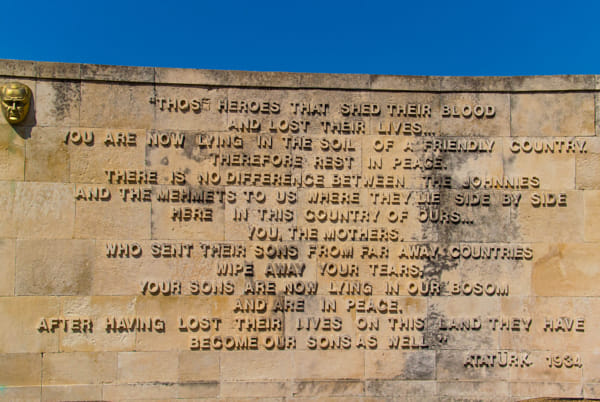 "THOS" HEROES THAT SHED THEIR BLOOD
AND LOST THEIR LIVES...
YOU ARE NOW LYING IN THE SOIL OF A FRIENDLY COUNTRY.
THEREFORE REST IN PEACE.
THERE IS NO DIFFERENCE BETWEEN THE JOHNNIES
AND THE MEHMETS TO US WHERE THEY LIE SIDE BY SIDE
HERE IN THIS COUNTRY OF OURS...
YOU, THE MOTHERS,
WHO SENT THEIR SONS FROM FAR AWAY COUNTRIES
WIPE AWAY YOUR TEARS;
YOUR SONS ARE NOW LYING IN OUR BOSOM
AND ARE IN PEACE.
AFTER HAVING LOST THEIR LIVES ON THIS LAND THEY HAVE
BECOME OUR SONS AS WELL"
ATATÜRK. 1934